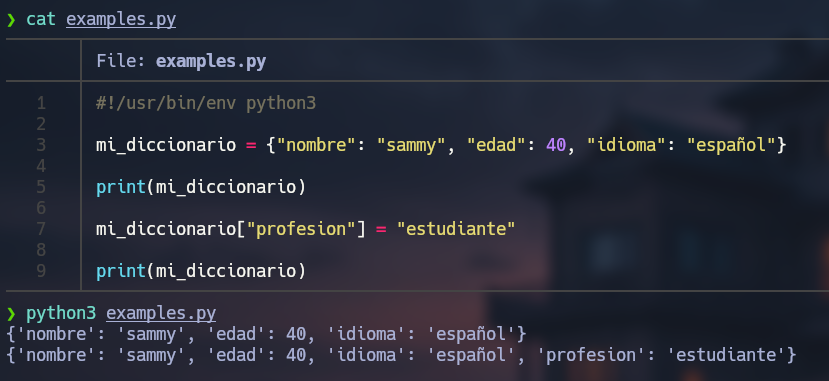 ❯ cat examples.py
File: examples.py
1 #!/usr/bin/env python3
2
3 mi_diccionario = {"nombre": "sammy", "edad": 40, "idioma": "español"}
4
5 print(mi_diccionario)
6
7 mi_diccionario["profesion"] = "estudiante"
8
9 print(mi_diccionario)
❯ python3 examples.py
{'nombre': 'sammy', 'edad': 40, 'idioma': 'español'}
{'nombre': 'sammy', 'edad': 40, 'idioma': 'español', 'profesion': 'estudiante'}